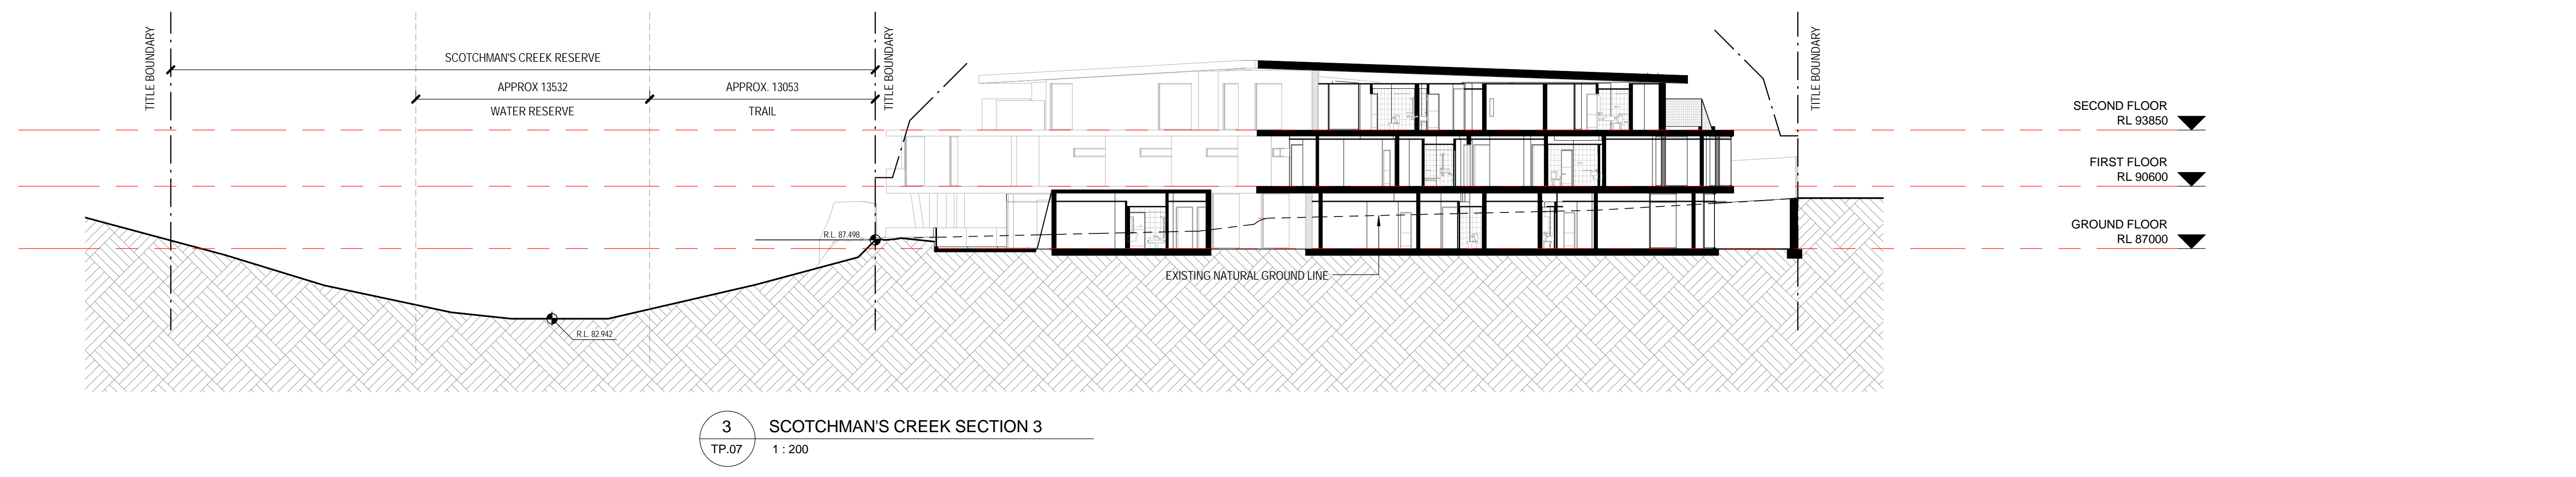 TITLE BOUNDARY
SCOTCHMAN'S CREEK RESERVE
APPROX 13532
WATER RESERVE
APPROX. 13053
TRAIL
TITLE BOUNDARY
TITLE BOUNDARY
SECOND FLOOR
RL 93850
FIRST FLOOR
RL 90600
GROUND FLOOR
RL 87000
R.L. 87.498
EXISTING NATURAL GROUND LINE
R.L. 82.942
3
TP.07
SCOTCHMAN'S CREEK SECTION 3
1 : 200